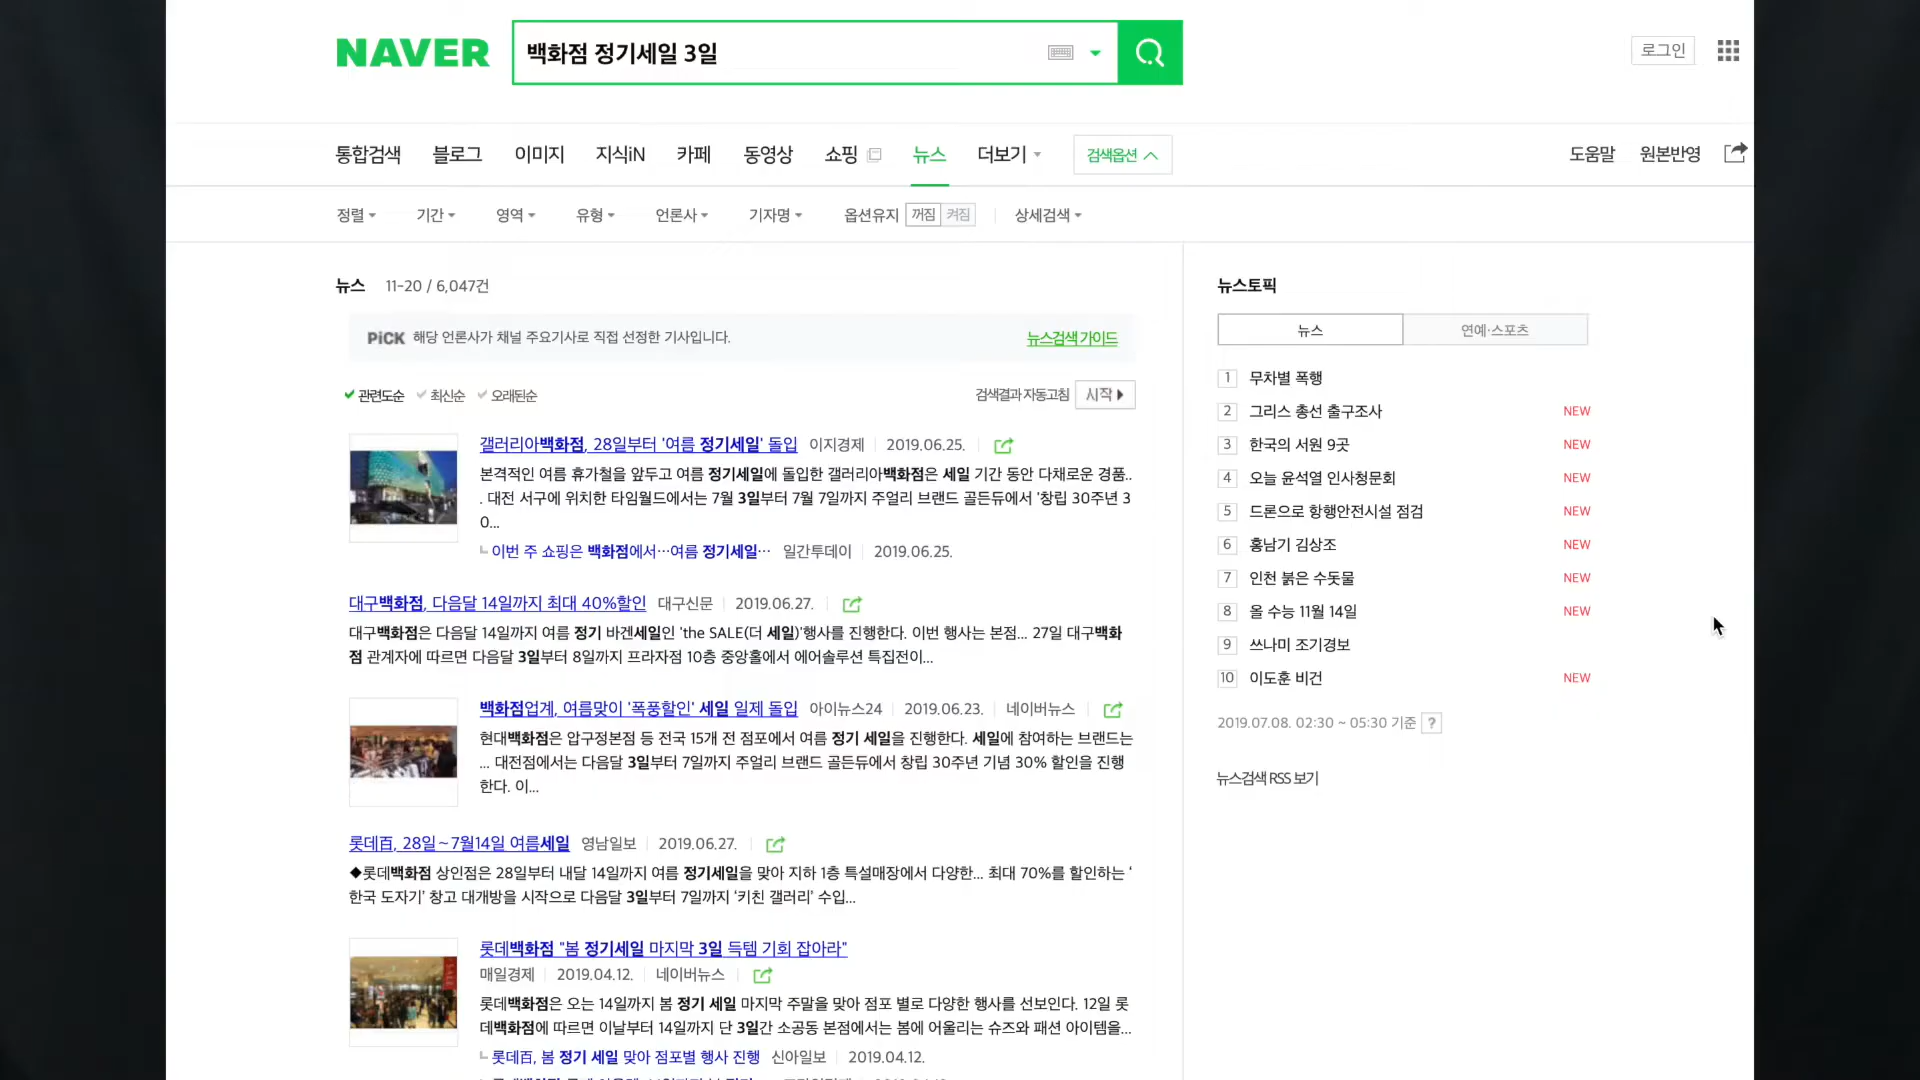 NAVER
백화점 정기세일 3일
로그인
통합검색 블로그 이미지 지식iN 카페 동영상 쇼핑 뉴스 더보기 검색옵션
도움말 원본반영
정렬 기간 영역 유형 언론사 기자명 옵션유지 꺼짐 켜짐 상세검색
뉴스 11-20 / 6,047건
PiCK 해당 언론사가 채널 주요기사로 직접 선정한 기사입니다. 뉴스검색 가이드
관련도순 최신순 오래된순 검색결과 자동고침 시작
갤러리아백화점, 28일부터 '여름 정기세일' 돌입 이지경제 2019.06.25.
본격적인 여름 휴가철을 앞두고 여름 정기세일에 돌입한 갤러리아백화점은 세일 기간 동안 다채로운 경품..
. 대전 서구에 위치한 타임월드에서는 7월 3일부터 7월 7일까지 주얼리 브랜드 골든듀에서 '창립 30주년 3
0...
이번 주 쇼핑은 백화점에서…여름 정기세일… 일간투데이 2019.06.25.
대구백화점, 다음달 14일까지 최대 40%할인 대구신문 2019.06.27.
대구백화점은 다음달 14일까지 여름 정기 바겐세일인 'the SALE(더 세일)'행사를 진행한다. 이번 행사는 본점... 27일 대구백화
점 관계자에 따르면 다음달 3일부터 8일까지 프라자점 10층 중앙홀에서 에어솔루션 특집전이...
백화점업계, 여름맞이 '폭풍할인' 세일 일제 돌입 아이뉴스24 2019.06.23. 네이버뉴스
현대백화점은 압구정본점 등 전국 15개 전 점포에서 여름 정기 세일을 진행한다. 세일에 참여하는 브랜드는
... 대전점에서는 다음달 3일부터 7일까지 주얼리 브랜드 골든듀에서 창립 30주년 기념 30% 할인을 진행
한다. 이...
롯데百, 28일~7월14일 여름세일 영남일보 2019.06.27.
◆롯데백화점 상인점은 28일부터 내달 14일까지 여름 정기세일을 맞아 지하 1층 특설매장에서 다양한... 최대 70%를 할인하는 '
한국 도자기' 창고 대개방을 시작으로 다음달 3일부터 7일까지 '키친 갤러리' 수입...
롯데백화점 "봄 정기세일 마지막 3일 득템 기회 잡아라"
매일경제 2019.04.12. 네이버뉴스
롯데백화점은 오는 14일까지 봄 정기 세일 마지막 주말을 맞아 점포 별로 다양한 행사를 선보인다. 12일 롯
데백화점에 따르면 이날부터 14일까지 단 3일간 소공동 본점에서는 봄에 어울리는 슈즈와 패션 아이템을...
롯데百, 봄 정기 세일 맞아 점포별 행사 진행 신아일보 2019.04.12.
뉴스토픽
뉴스 연예·스포츠
1 무차별 폭행
2 그리스 총선 출구조사 NEW
3 한국의 서원 9곳 NEW
4 오늘 윤석열 인사청문회 NEW
5 드론으로 항행안전시설 점검 NEW
6 홍남기 김상조 NEW
7 인천 붉은 수돗물 NEW
8 올 수능 11월 14일 NEW
9 쓰나미 조기경보
10 이도훈 비건 NEW
2019.07.08. 02:30 ~ 05:30 기준 ?
뉴스검색 RSS 보기